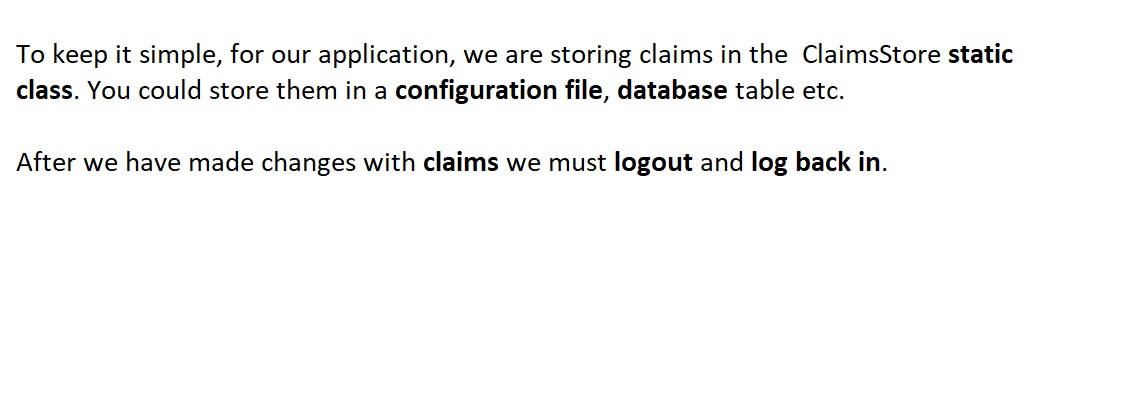 To keep it simple, for our application, we are storing claims in the  ClaimsStore static
class. You could store them in a configuration file, database table etc.
After we have made changes with claims we must logout and log back in.